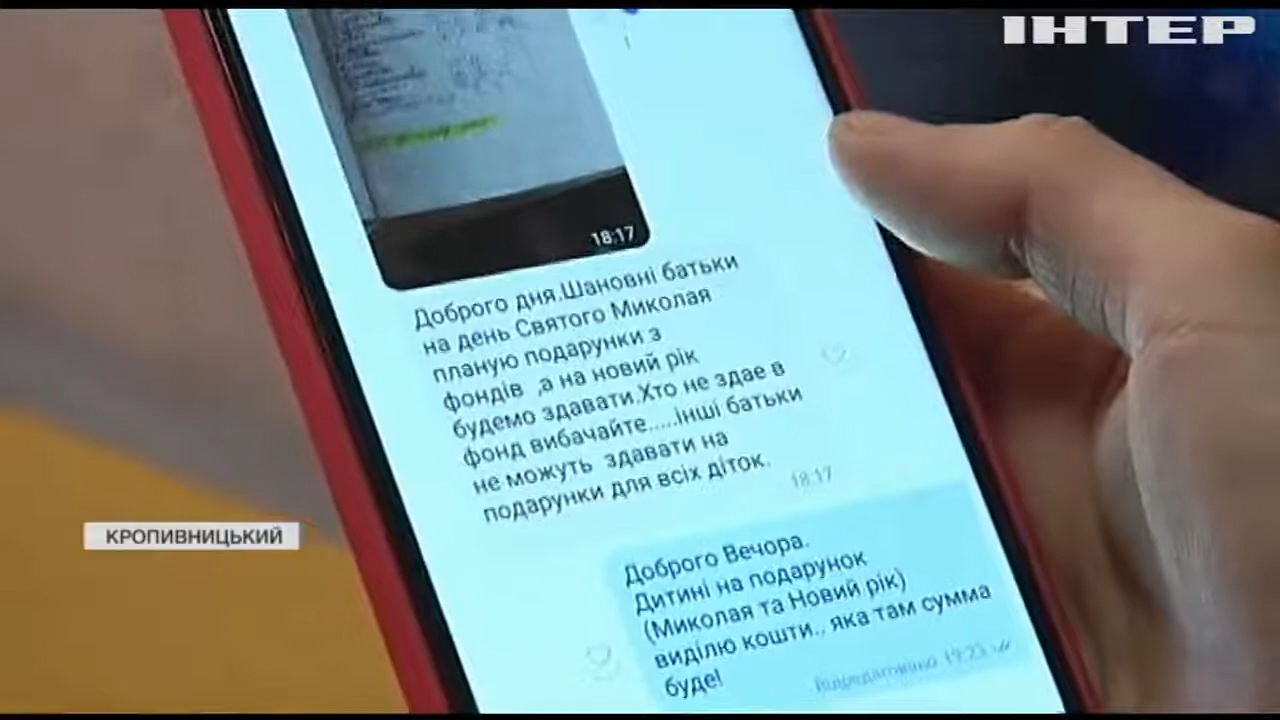 ІНТЕР
18:17
Доброго дня.Шановні батьки
на день Святого Миколая
планую подарунки з
фондів ,а на новий рік
будемо здавати.Хто не здає в
фонд вибачайте.....інші батьки
не можуть здавати на
подарунки для всіх діток.
18:17
КРОПИВНИЦЬКИЙ
Доброго Вечора.
Дитині на подарунок
(Миколая та Новий рік)
виділю кошти.. яка там сумма
буде!
Відредаговано 19:23